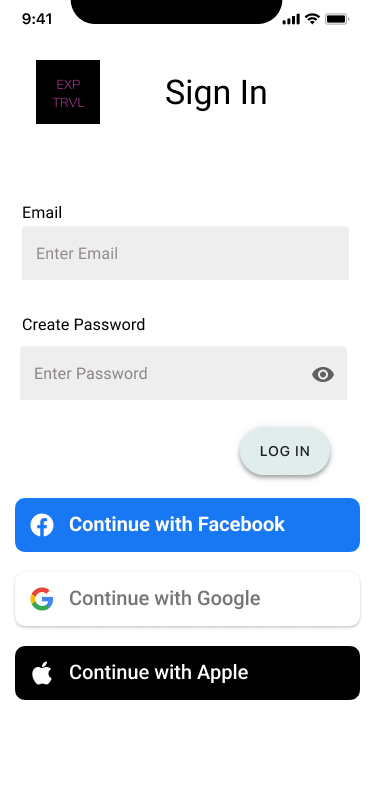 9:41
EXP
TRVL
Sign In
Email
Enter Email
Create Password
Enter Password
LOG IN
Continue with Facebook
Continue with Google
Continue with Apple